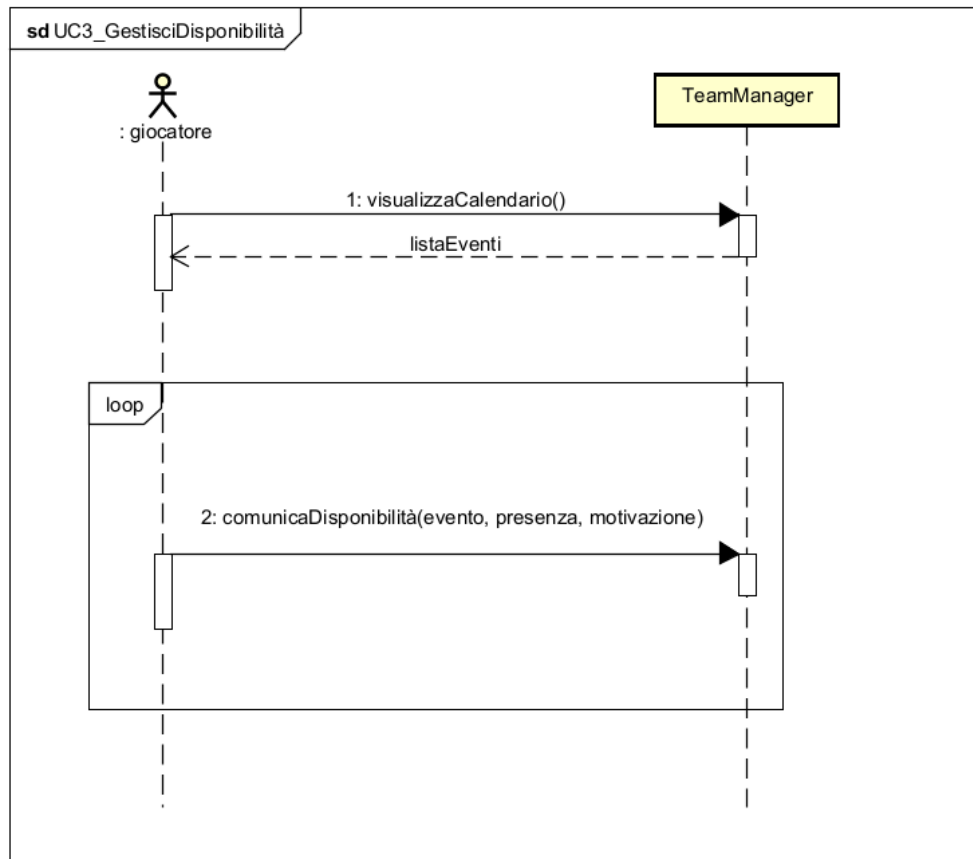 sd UC3_GestisciDisponibilità
: giocatore
TeamManager
1: visualizzaCalendario()
listaEventi
loop
2: comunicaDisponibilità(evento, presenza, motivazione)